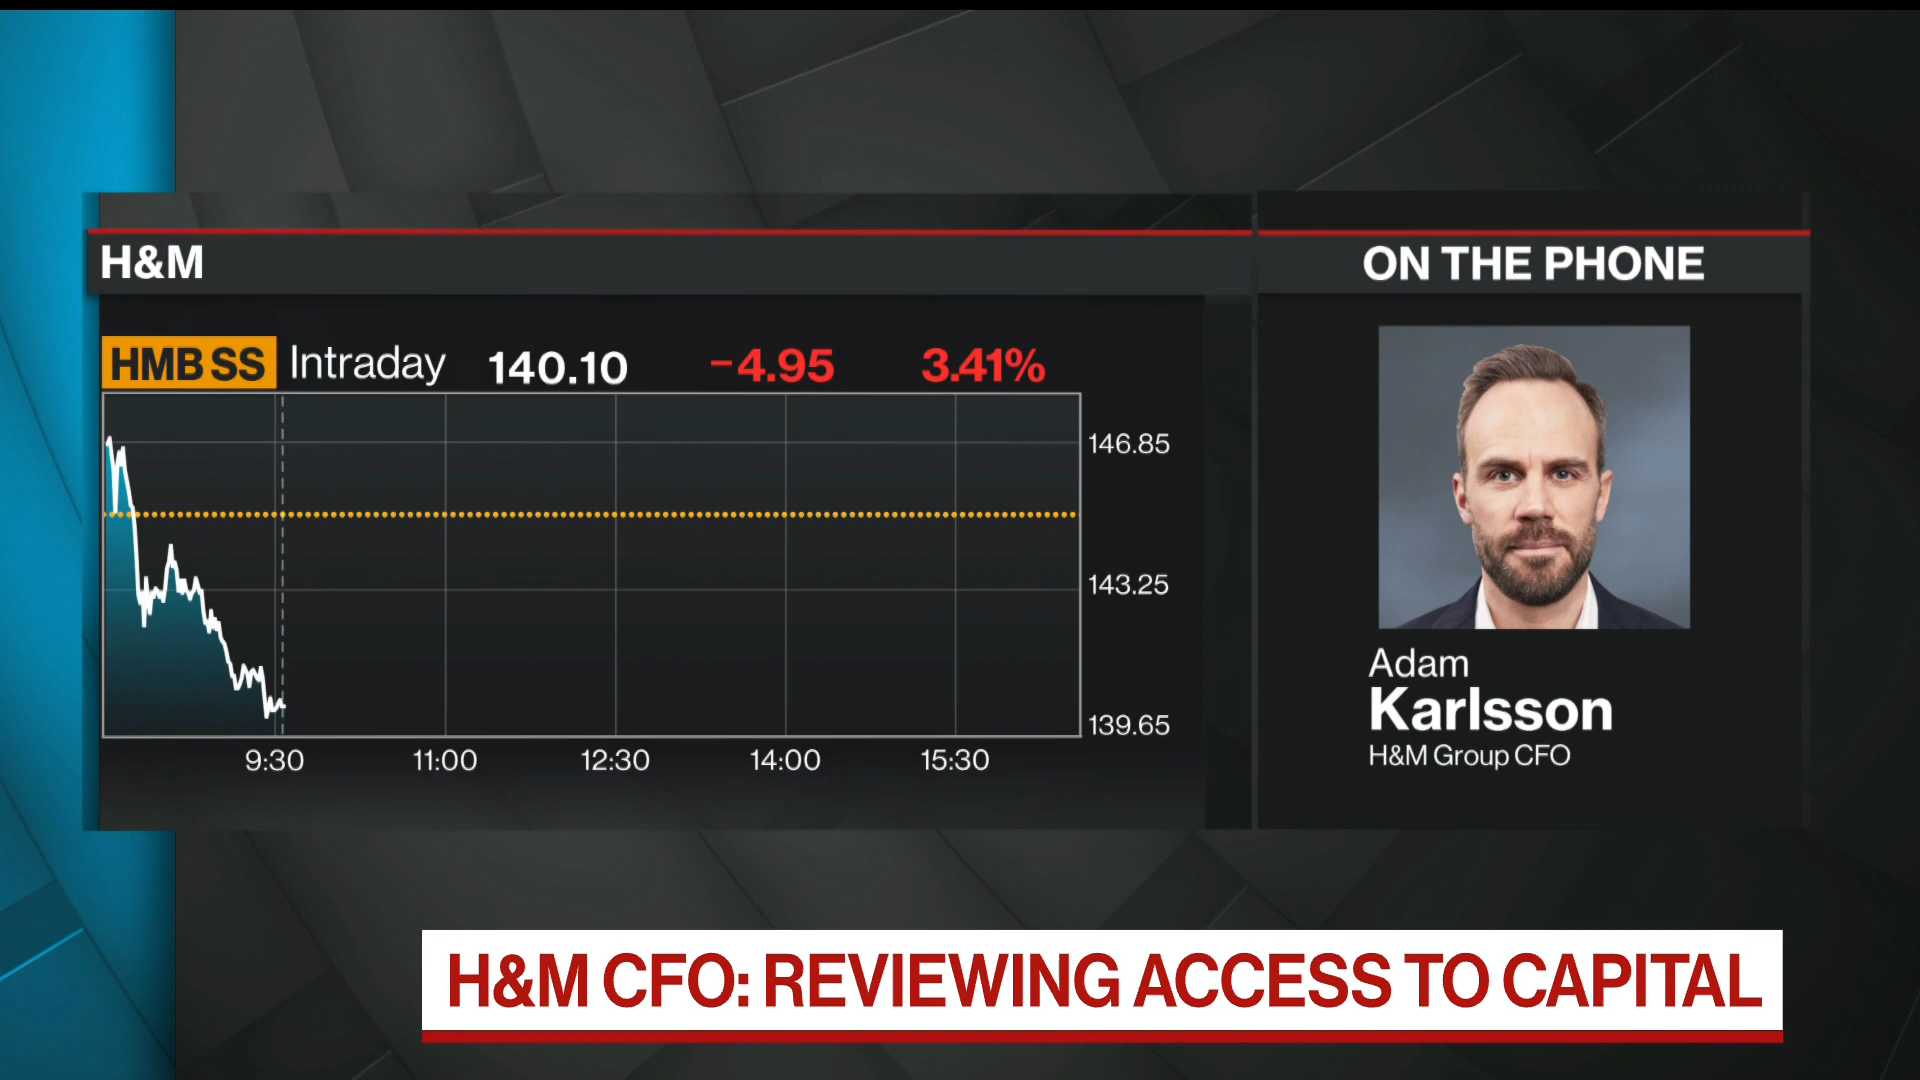 H&M
ON THE PHONE
HMB SS Intraday 140.10 -4.95 3.41%
146.85
143.25
139.65
9:30 11:00 12:30 14:00 15:30
Adam
Karlsson
H&M Group CFO
H&M CFO: REVIEWING ACCESS TO CAPITAL